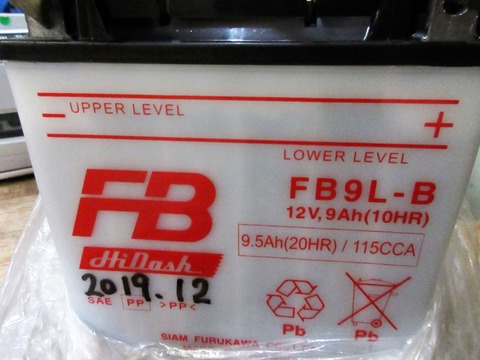 UPPER LEVEL
− +
LOWER LEVEL
FB
FB9L-B
12V,9Ah(10HR)
9.5Ah(20HR) / 115CCA
HiDash
2019.12
SAE PP >PP<
Pb Pb
SIAM FURUKAWA